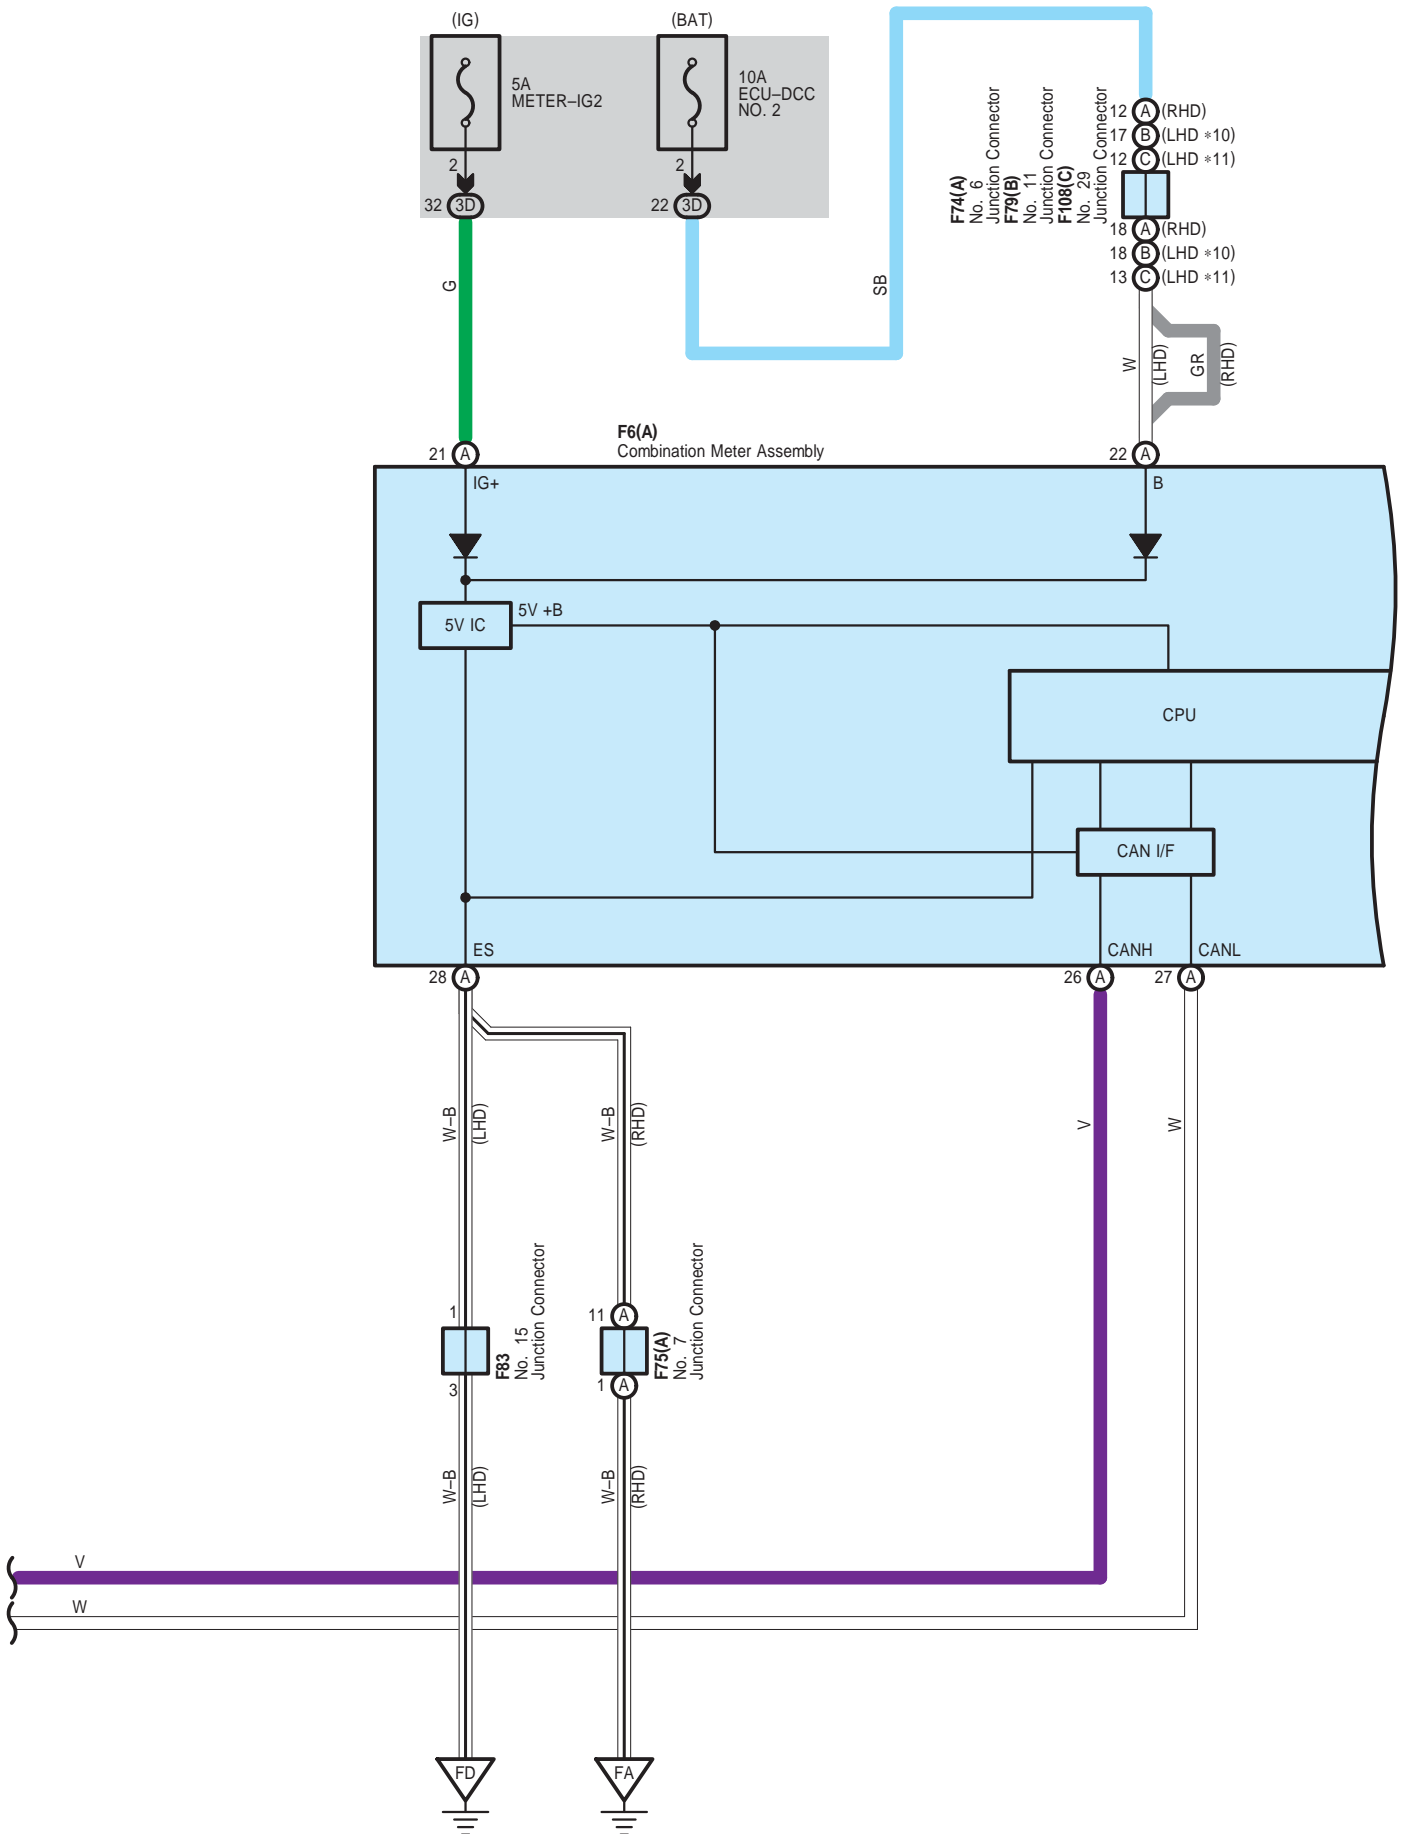 (IG)
(BAT)
5A
METER–IG2
10A
ECU–DCC
NO. 2
2
2
32 3D
22 3D
G
SB
F74(A)
No. 6
Junction Connector
F79(B)
No. 11
Junction Connector
F108(C)
No. 29
Junction Connector
12 A (RHD)
17 B (LHD *10)
12 C (LHD *11)
18 A (RHD)
18 B (LHD *10)
13 C (LHD *11)
W
(LHD)
GR
(RHD)
F6(A)
Combination Meter Assembly
21 A
22 A
IG+
B
5V IC
5V +B
CPU
CAN I/F
ES
CANH
CANL
28 A
26 A
27 A
W–B
(LHD)
W–B
(RHD)
V
W
1
F83
No. 15
Junction Connector
3
11 A
F75(A)
No. 7
Junction Connector
1 A
W–B
(LHD)
W–B
(RHD)
V
W
FD
FA